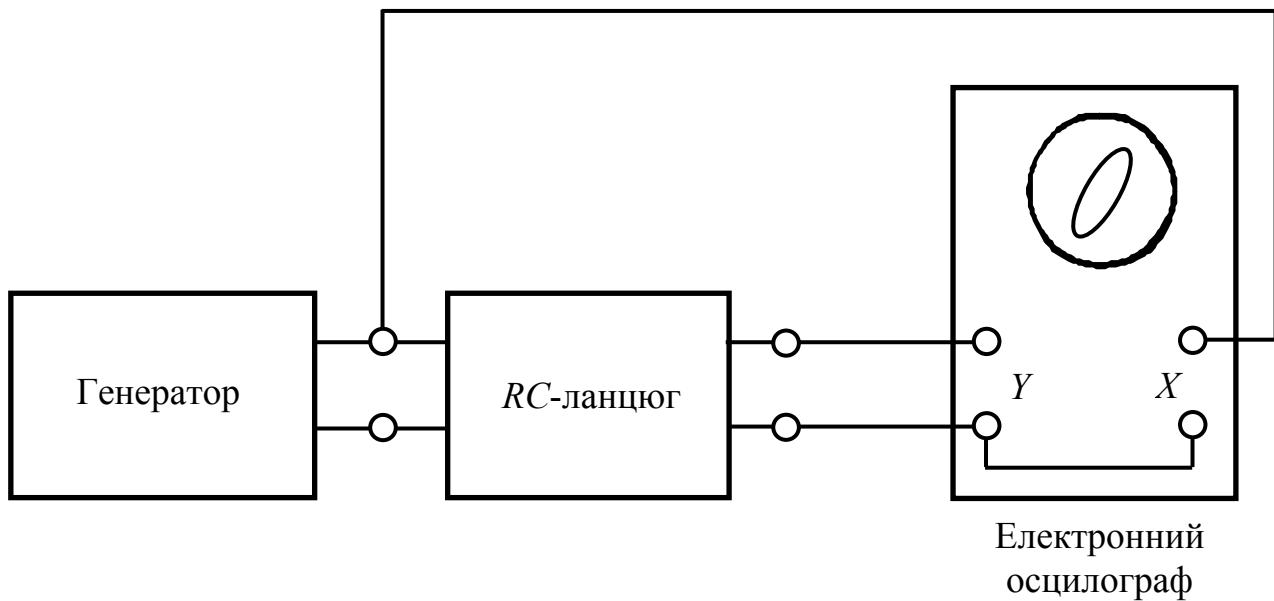 Генератор
RC-ланцюг
Y
X
Електронний
осцилограф